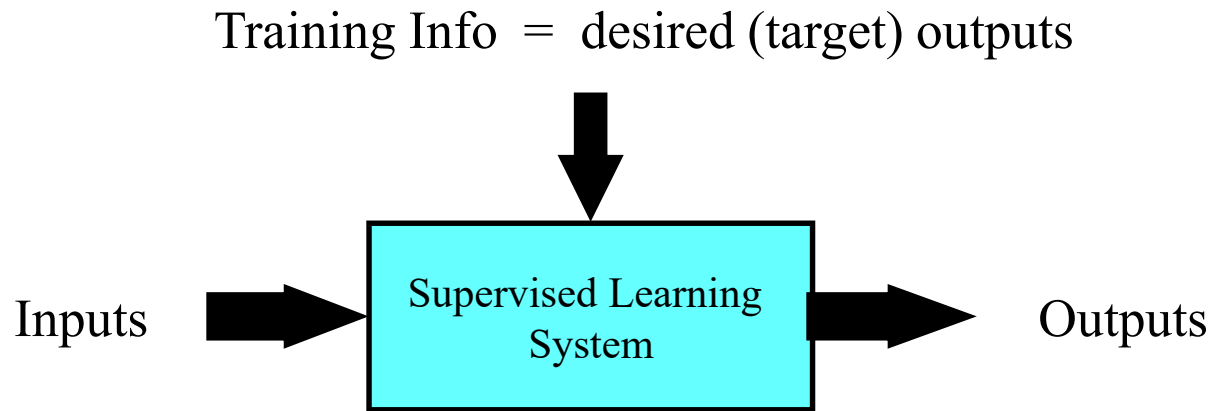 Training Info = desired (target) outputs
Supervised Learning
System
Inputs
Outputs